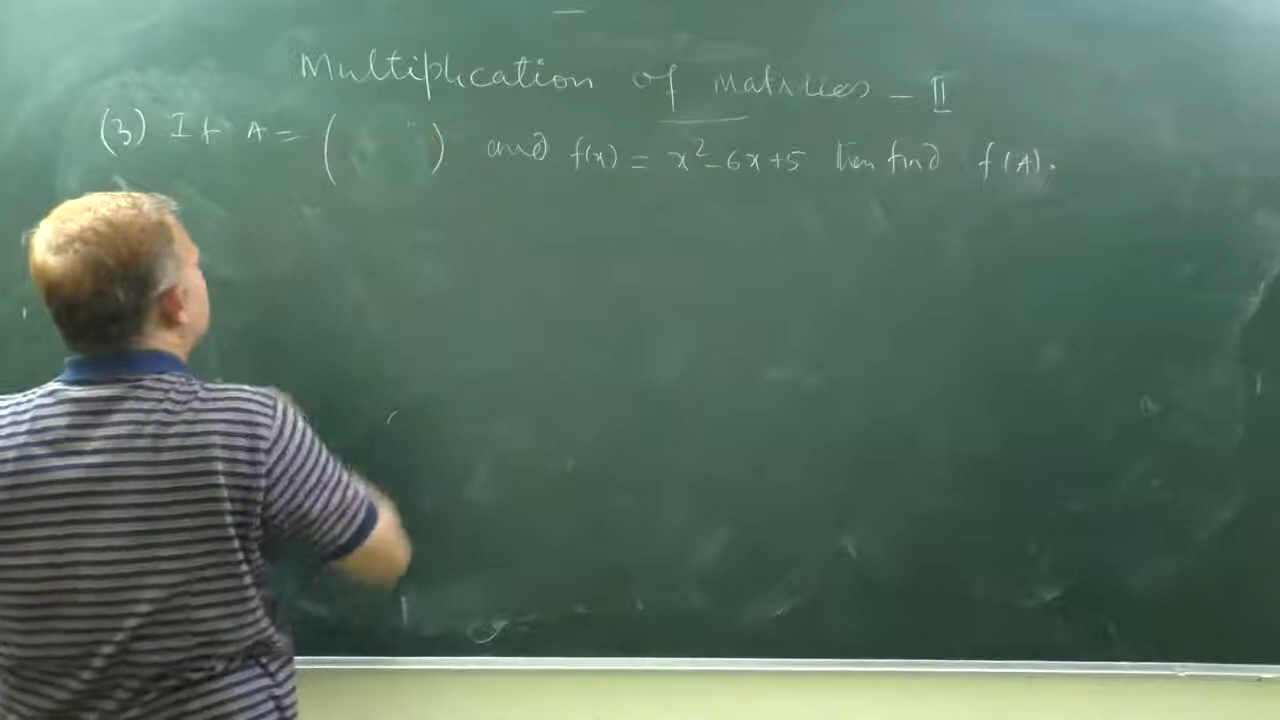 Multiplication of matrices - II
(3) If A = (    ) and f(x) = x²-6x+5 then find f(A).